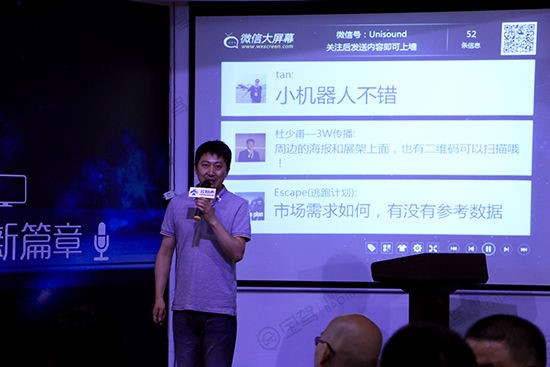 微信大屏幕
www.wxscreen.com
微信号：Unisound
关注后发送内容即可上墙
52
条信息
tan:
小机器人不错
杜少甫—3W传播:
周边的海报和展架上面，也有二维码可以扫描哦
！
Escape(逃跑计划):
市场需求如何，有没有参考数据
新篇章
云知声